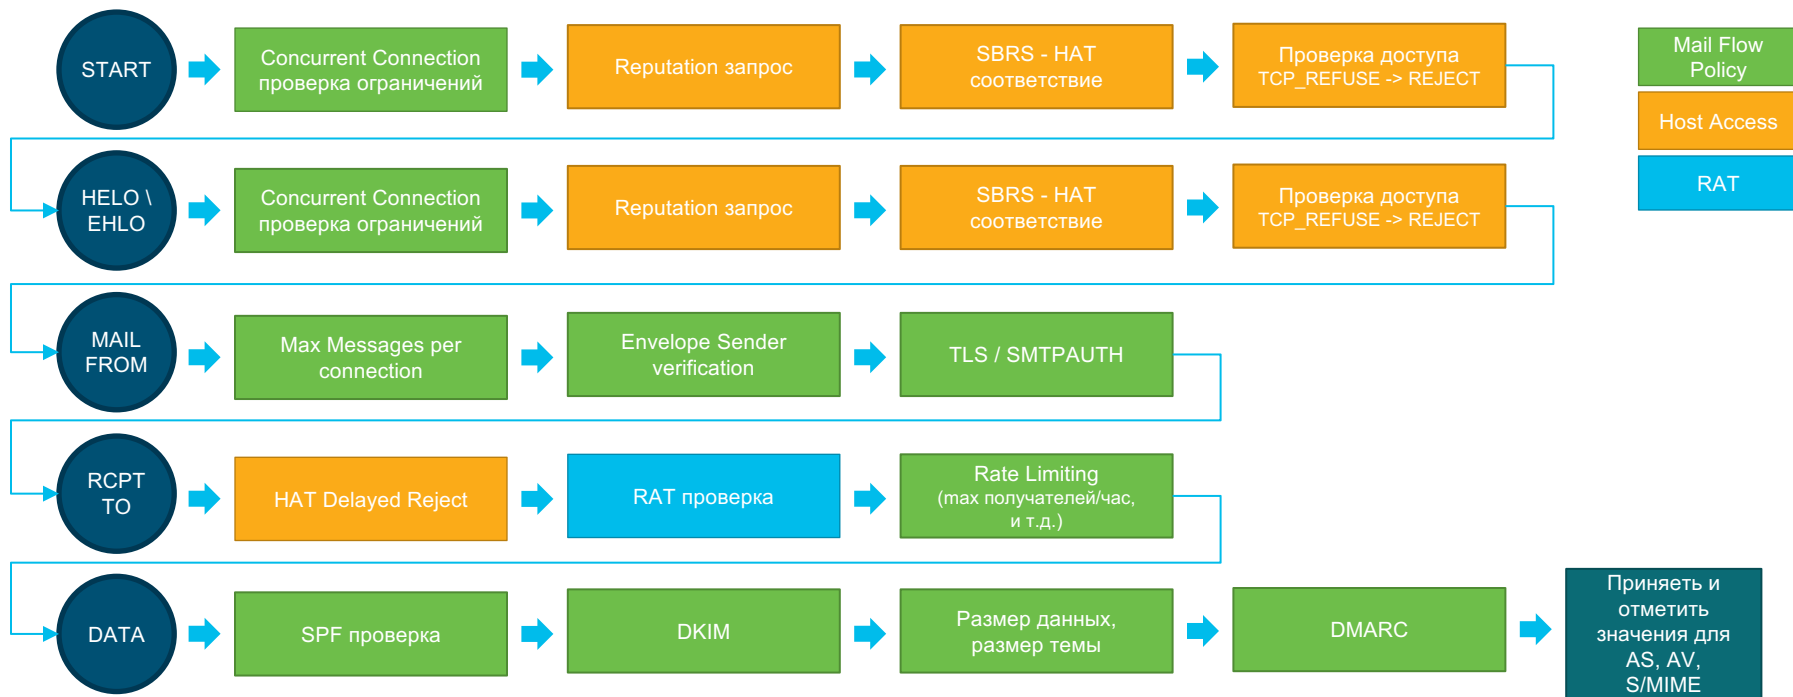 START
Concurrent Connection
проверка ограничений
Reputation запрос
SBRS - HAT
соответствие
Проверка доступа
TCP_REFUSE -> REJECT
Mail Flow
Policy
Host Access
RAT
HELO \
EHLO
Concurrent Connection
проверка ограничений
Reputation запрос
SBRS - HAT
соответствие
Проверка доступа
TCP_REFUSE -> REJECT
MAIL
FROM
Max Messages per
connection
Envelope Sender
verification
TLS / SMTPAUTH
RCPT
TO
HAT Delayed Reject
RAT проверка
Rate Limiting
(max получателей/час,
и т.д.)
DATA
SPF проверка
DKIM
Размер данных,
размер темы
DMARC
Приняеть и
отметить
значения для
AS, AV,
S/MIME